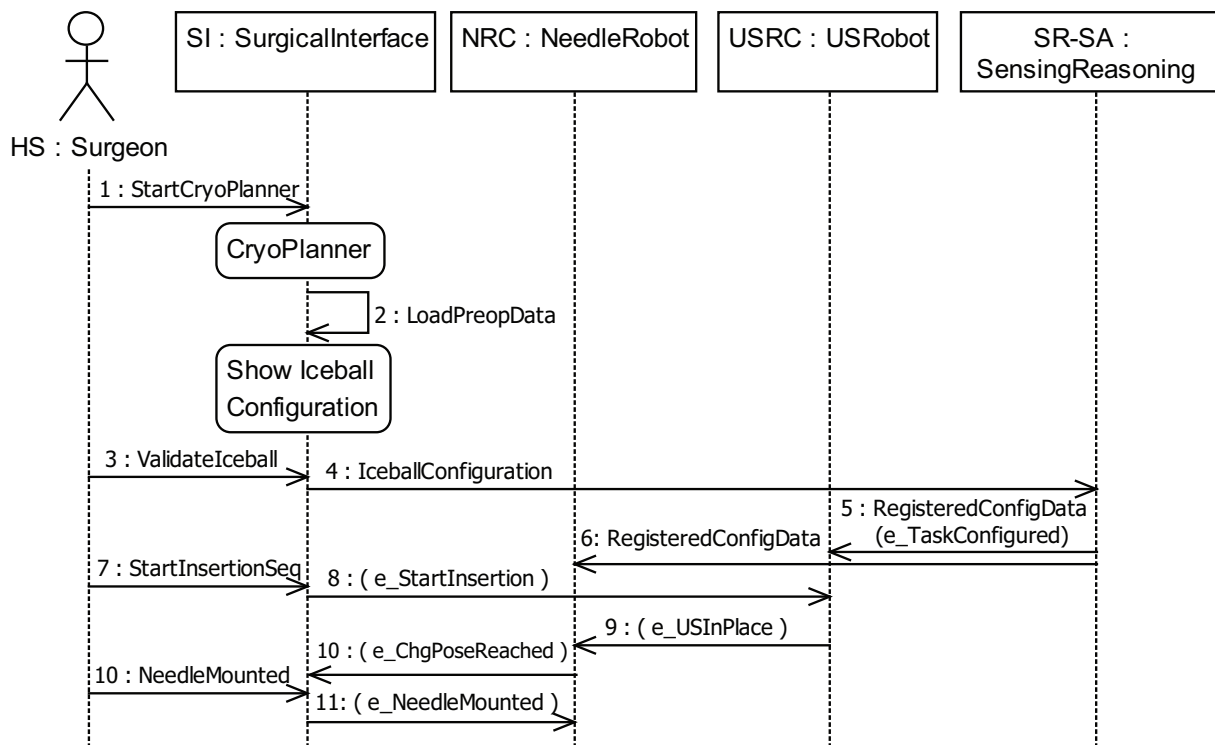 SI : SurgicalInterface
NRC : NeedleRobot
USRC : USRobot
SR-SA :
SensingReasoning
HS : Surgeon
1 : StartCryoPlanner
CryoPlanner
2 : LoadPreopData
Show Iceball
Configuration
3 : ValidateIceball
4 : IceballConfiguration
5 : RegisteredConfigData
(e_TaskConfigured)
6: RegisteredConfigData
7 : StartInsertionSeq
8 : ( e_StartInsertion )
9 : ( e_USInPlace )
10 : ( e_ChgPoseReached )
10 : NeedleMounted
11: ( e_NeedleMounted )